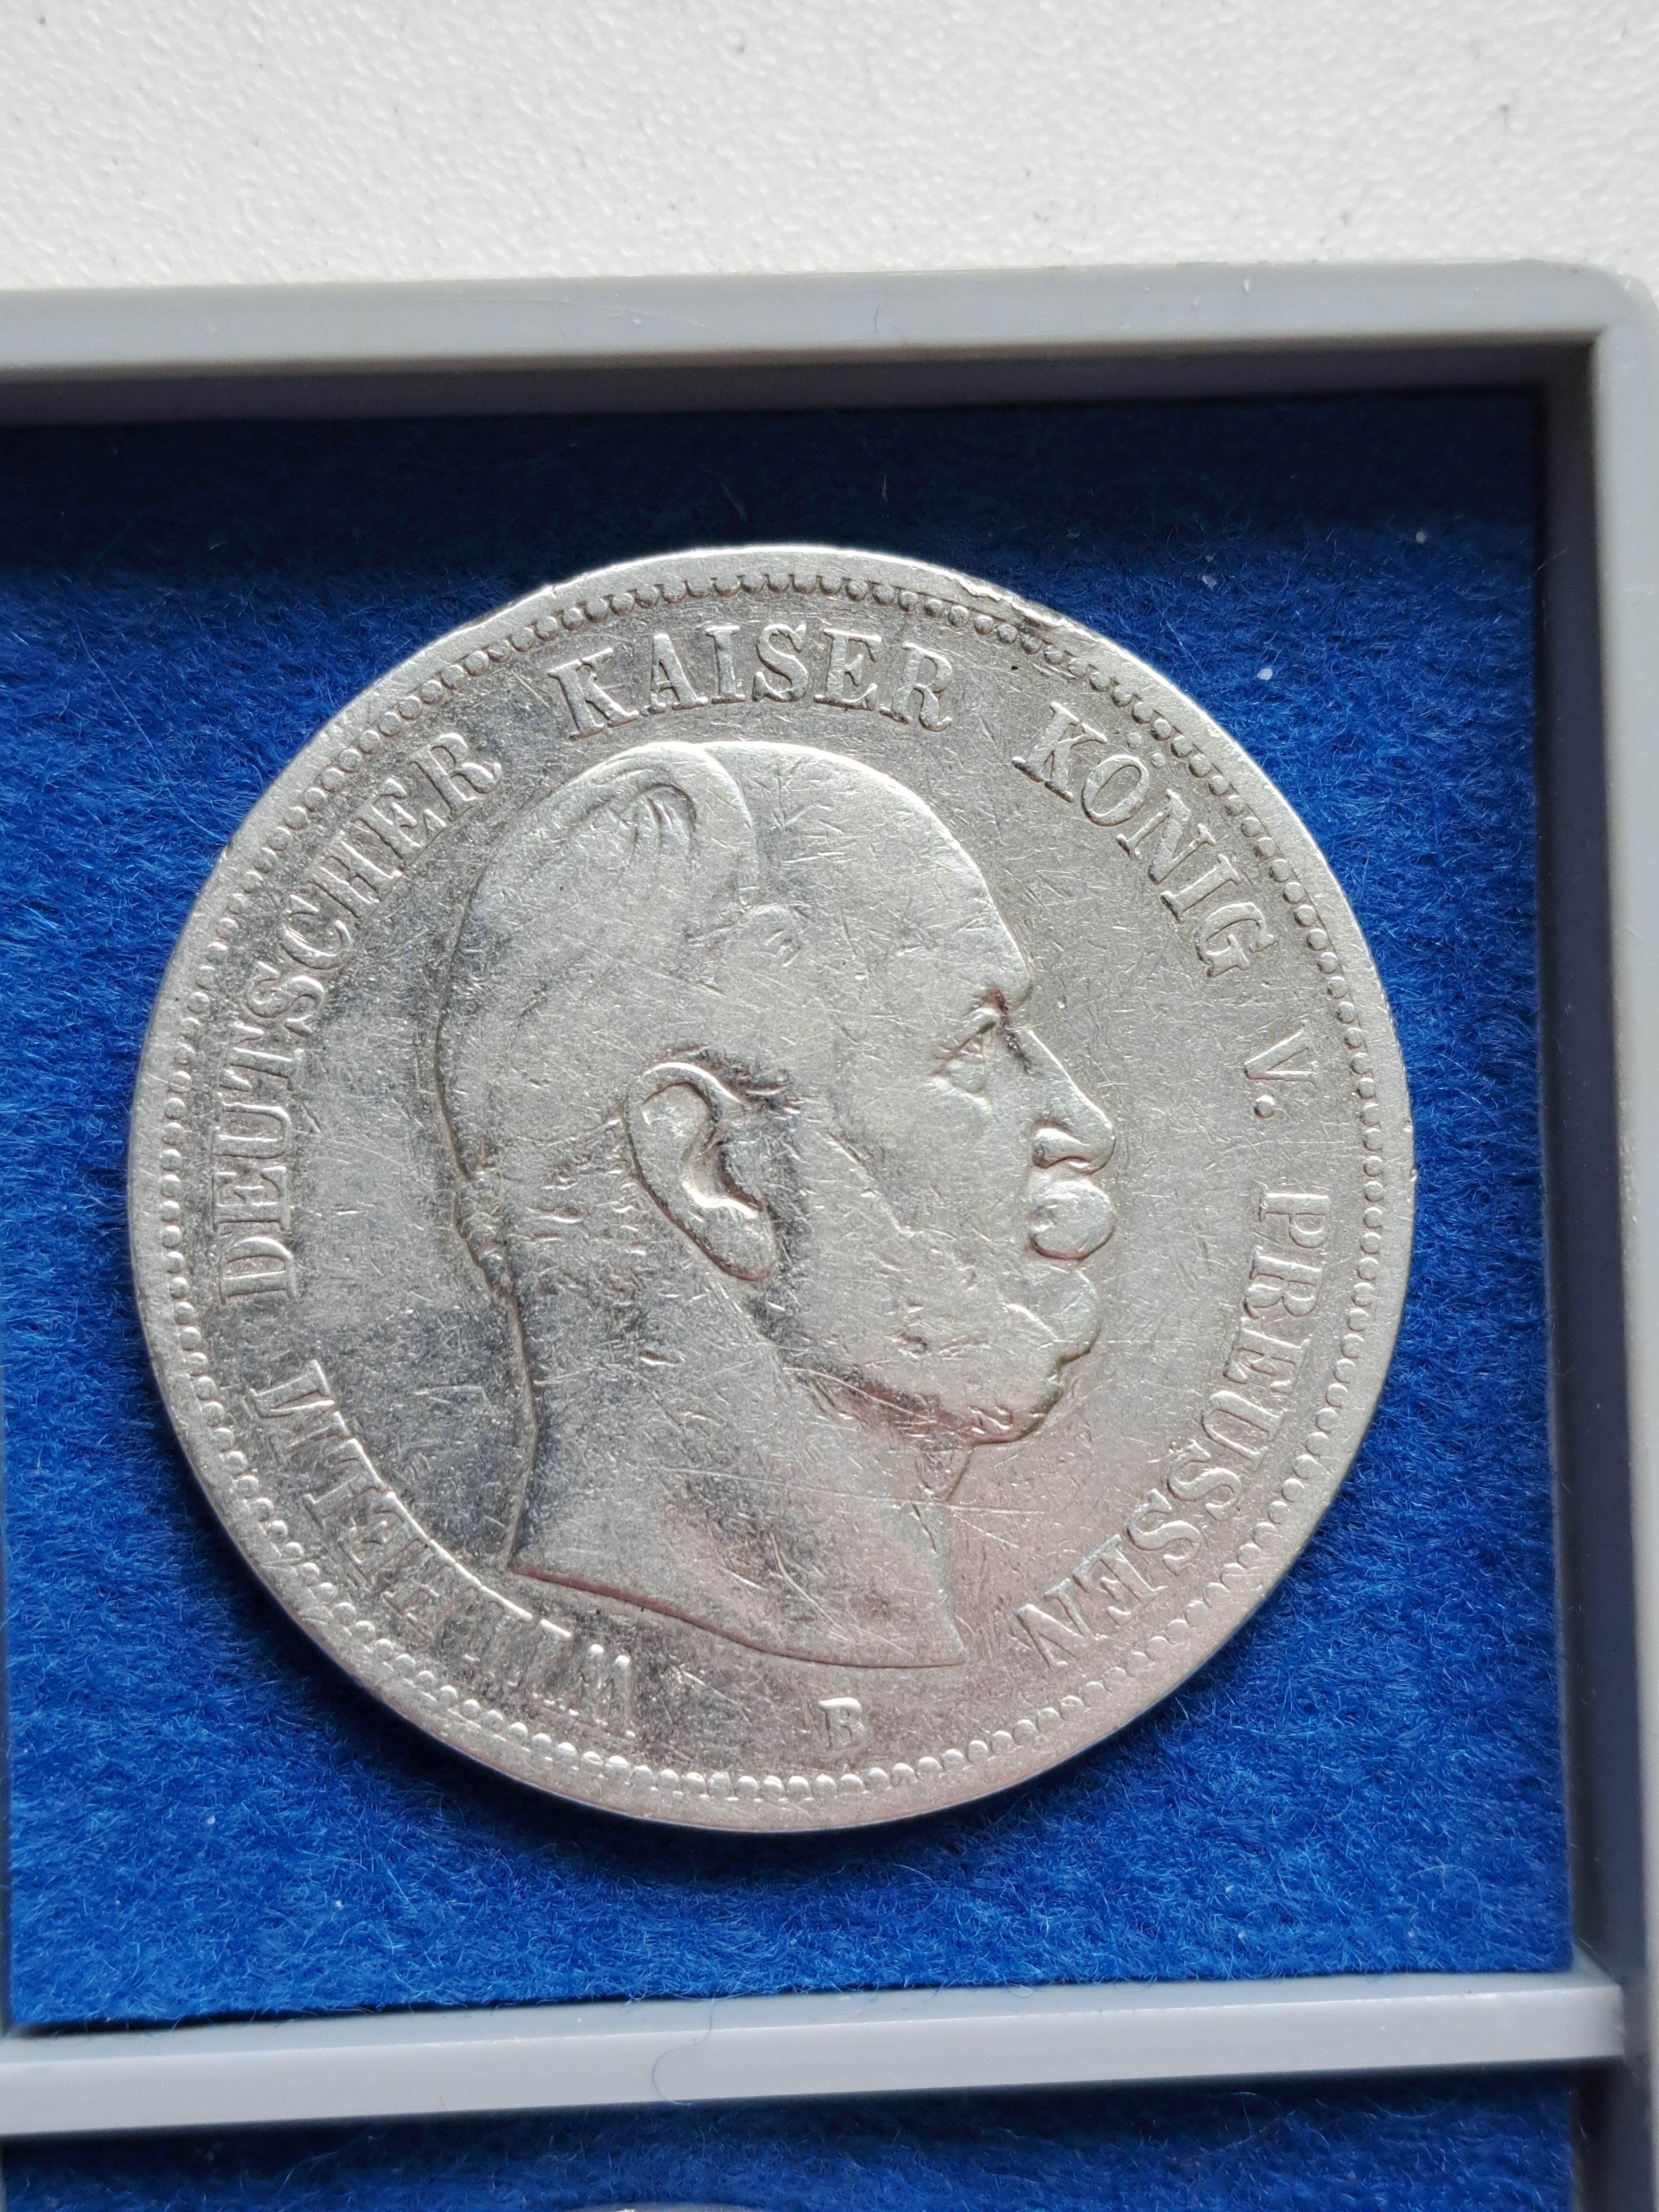 WILHELM DEUTSCHER KAISER KÖNIG V. PREUSSEN
B